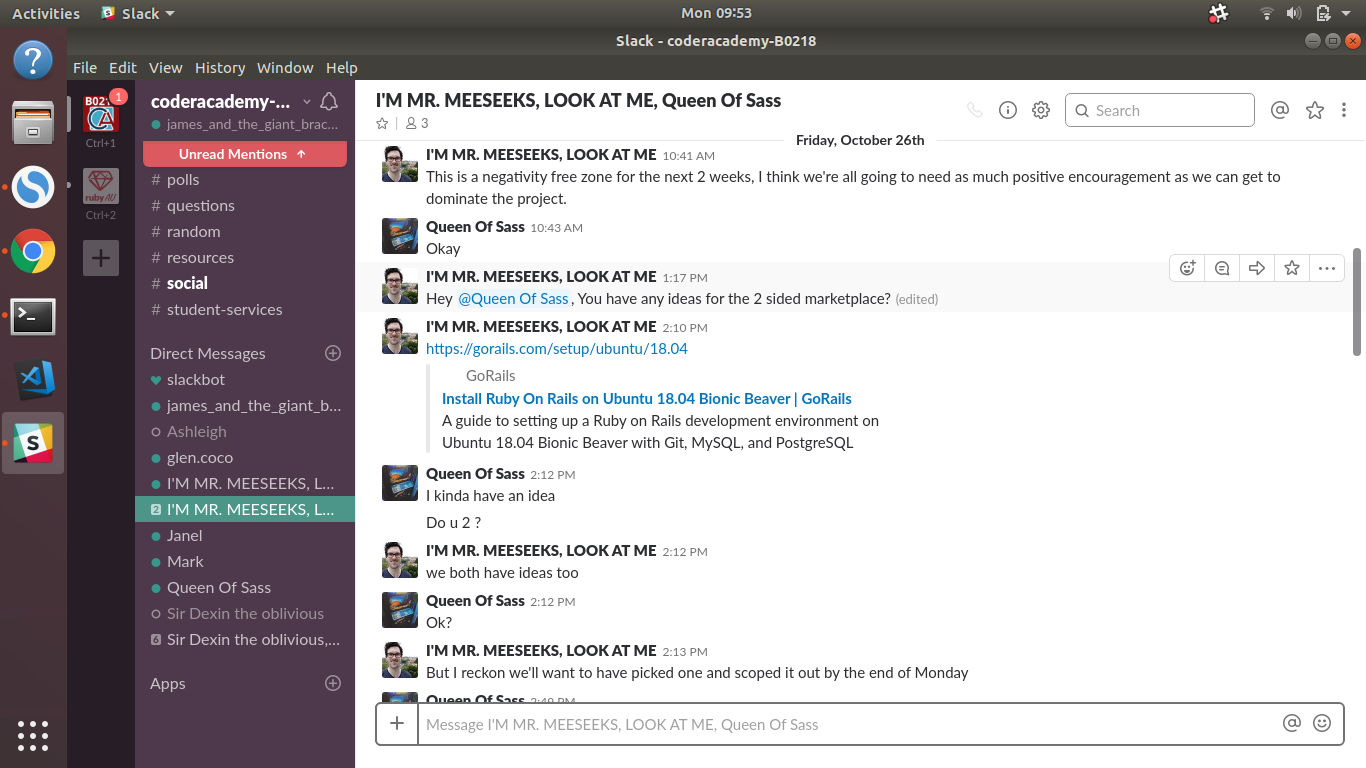 Activities
Slack
Mon 09:53
Slack - coderacademy-B0218
File Edit View History Window Help
B021
1
Ctrl+1
ruby AU
Ctrl+2
coderacademy-...
james_and_the_giant_brac...
Unread Mentions ↑
# polls
# questions
# random
# resources
# social
# student-services
Direct Messages
slackbot
james_and_the_giant_b...
Ashleigh
glen.coco
I'M MR. MEESEEKS, L...
2 I'M MR. MEESEEKS, L...
Janel
Mark
Queen Of Sass
Sir Dexin the oblivious
6 Sir Dexin the oblivious,...
Apps
I'M MR. MEESEEKS, LOOK AT ME, Queen Of Sass
3
Search
Friday, October 26th
I'M MR. MEESEEKS, LOOK AT ME 10:41 AM
This is a negativity free zone for the next 2 weeks, I think we're all going to need as much positive encouragement as we can get to
dominate the project.
Queen Of Sass 10:43 AM
Okay
I'M MR. MEESEEKS, LOOK AT ME 1:17 PM
Hey @Queen Of Sass , You have any ideas for the 2 sided marketplace? (edited)
I'M MR. MEESEEKS, LOOK AT ME 2:10 PM
https://gorails.com/setup/ubuntu/18.04
GoRails
Install Ruby On Rails on Ubuntu 18.04 Bionic Beaver | GoRails
A guide to setting up a Ruby on Rails development environment on
Ubuntu 18.04 Bionic Beaver with Git, MySQL, and PostgreSQL
Queen Of Sass 2:12 PM
I kinda have an idea
Do u 2 ?
I'M MR. MEESEEKS, LOOK AT ME 2:12 PM
we both have ideas too
Queen Of Sass 2:12 PM
Ok?
I'M MR. MEESEEKS, LOOK AT ME 2:13 PM
But I reckon we'll want to have picked one and scoped it out by the end of Monday
Queen Of Sass 2:49 PM
Message I'M MR. MEESEEKS, LOOK AT ME, Queen Of Sass